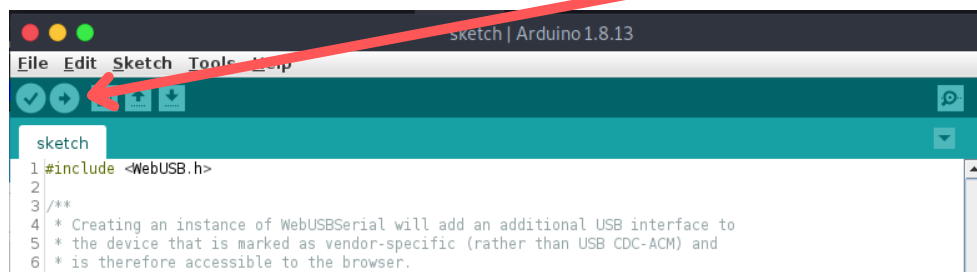 sketch | Arduino 1.8.13
File Edit Sketch Tools Help
sketch
1 #include <WebUSB.h>
2
3 /**
4 * Creating an instance of WebUSBSerial will add an additional USB interface to
5 * the device that is marked as vendor-specific (rather than USB CDC-ACM) and
6 * is therefore accessible to the browser.